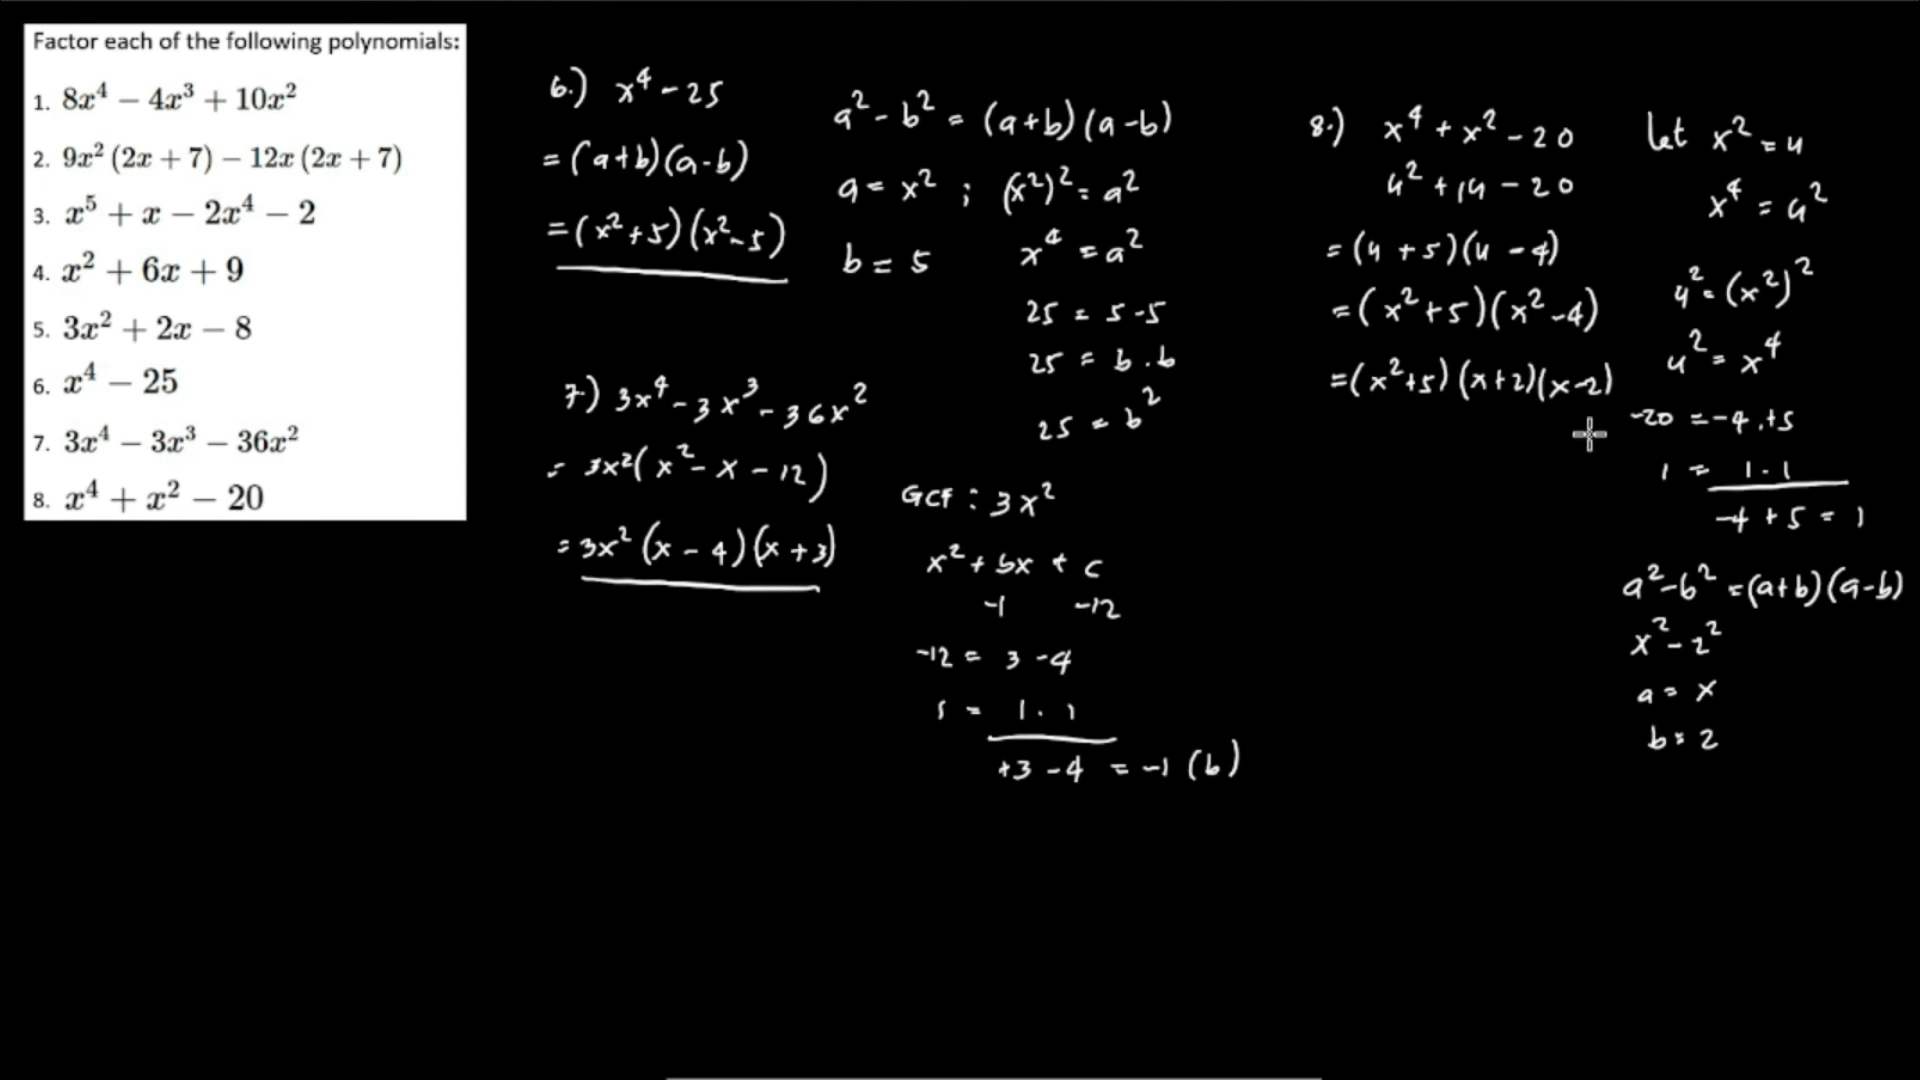 Factor each of the following polynomials:
1. 8x⁴ − 4x³ + 10x²
2. 9x² (2x + 7) − 12x (2x + 7)
3. x⁵ + x − 2x⁴ − 2
4. x² + 6x + 9
5. 3x² + 2x − 8
6. x⁴ − 25
7. 3x⁴ − 3x³ − 36x²
8. x⁴ + x² − 20
6.) x⁴ - 25
= (a+b)(a-b)
= (x²+5)(x²-5)
a² - b² = (a+b)(a-b)
a = x² ; (x²)² = a²
b = 5
x⁴ = a²
25 = 5·5
25 = b·b
25 = b²
7.) 3x⁴ - 3x³ - 36x²
= 3x²(x² - x - 12)
= 3x²(x - 4)(x + 3)
GCF : 3x²
x² + bx + c
-1 -12
-12 = 3 -4
1 = 1·1
+3 -4 = -1 (b)
8.) x⁴ + x² - 20
u² + 1u - 20
= (u + 5)(u - 4)
= (x²+5)(x²-4)
= (x²+5)(x+2)(x-2)
let x² = u
x⁴ = u²
u² = (x²)²
u² = x⁴
-20 = -4·+5
1 = 1·1
-4 + 5 = 1
a² - b² = (a+b)(a-b)
x² - 2²
a = x
b = 2